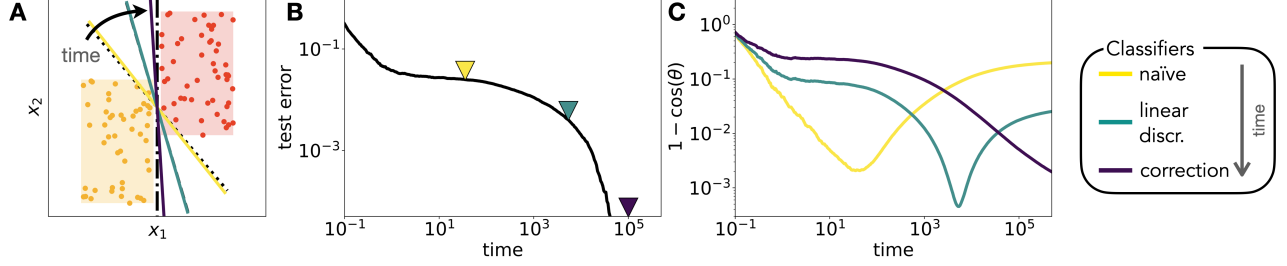 A
time
x₂
x₁
B
test error
10⁻¹
10⁻³
10⁻¹ 10¹ 10³ 10⁵
time
C
1 − cos(θ)
10⁰
10⁻¹
10⁻²
10⁻³
10⁻¹ 10¹ 10³ 10⁵
time
Classifiers
naïve
linear
discr.
correction
time